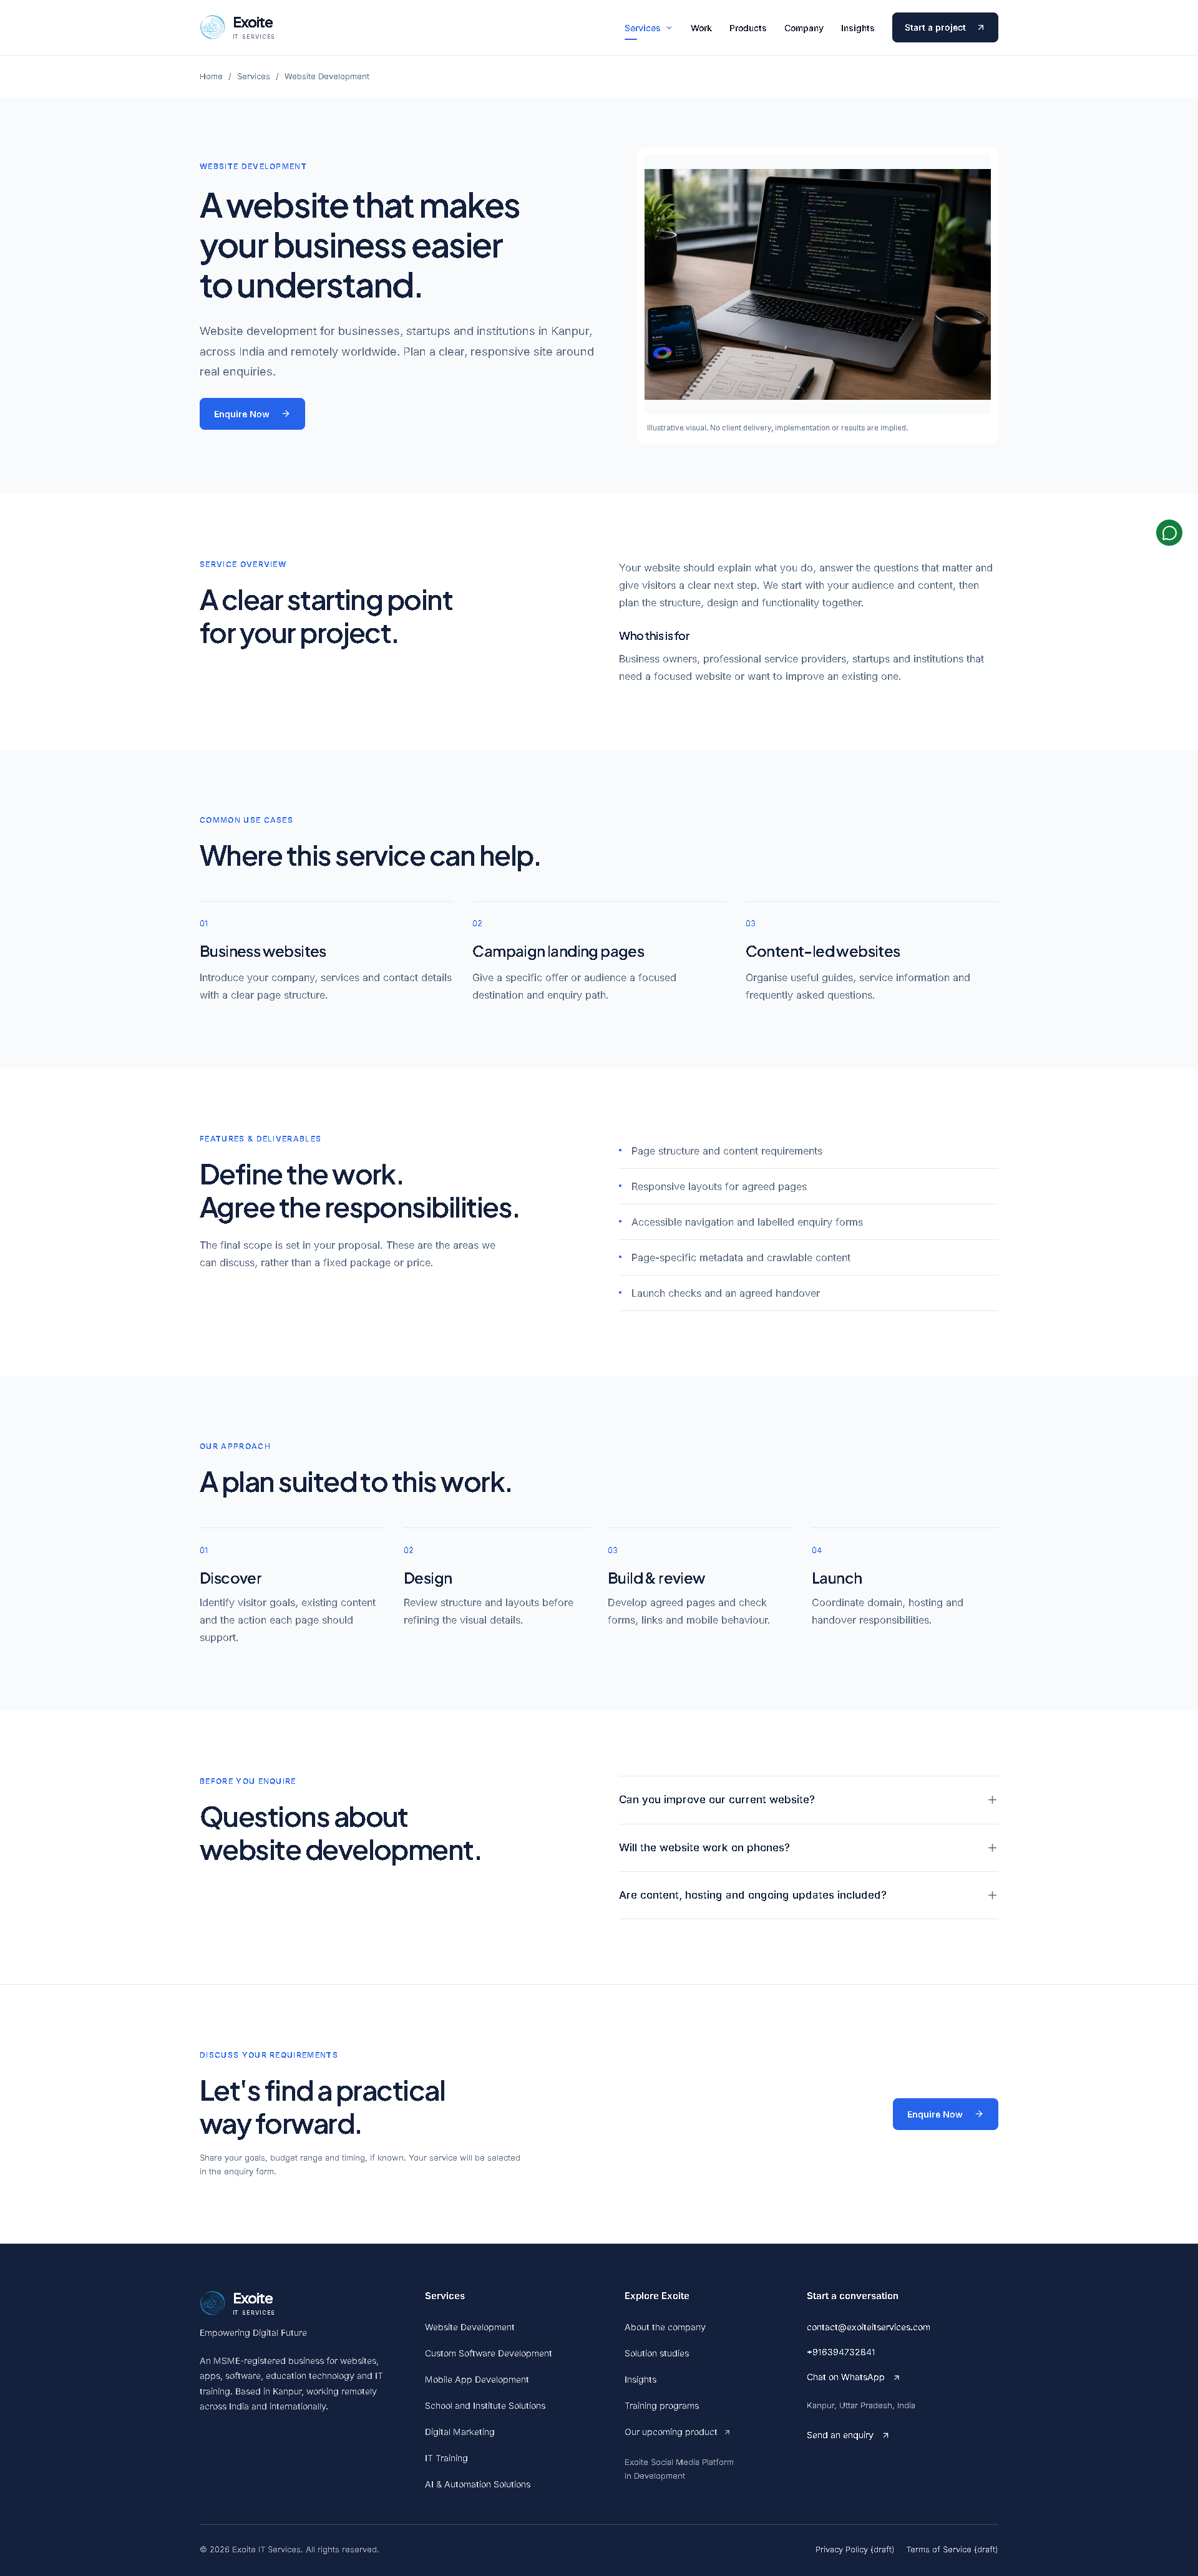 Exoite
IT SERVICES
Services
Work
Products
Company
Insights
Start a project
Home / Services / Website Development
WEBSITE DEVELOPMENT
A website that makes
your business easier
to understand.
Website development for businesses, startups and institutions in Kanpur,
across India and remotely worldwide. Plan a clear, responsive site around
real enquiries.
Enquire Now
Illustrative visual. No client delivery, implementation or results are implied.
SERVICE OVERVIEW
A clear starting point
for your project.
Your website should explain what you do, answer the questions that matter and
give visitors a clear next step. We start with your audience and content, then
plan the structure, design and functionality together.
Who this is for
Business owners, professional service providers, startups and institutions that
need a focused website or want to improve an existing one.
COMMON USE CASES
Where this service can help.
01
Business websites
Introduce your company, services and contact details
with a clear page structure.
02
Campaign landing pages
Give a specific offer or audience a focused
destination and enquiry path.
03
Content-led websites
Organise useful guides, service information and
frequently asked questions.
FEATURES & DELIVERABLES
Define the work.
Agree the responsibilities.
The final scope is set in your proposal. These are the areas we
can discuss, rather than a fixed package or price.
• Page structure and content requirements
• Responsive layouts for agreed pages
• Accessible navigation and labelled enquiry forms
• Page-specific metadata and crawlable content
• Launch checks and an agreed handover
OUR APPROACH
A plan suited to this work.
01
Discover
Identify visitor goals, existing content
and the action each page should
support.
02
Design
Review structure and layouts before
refining the visual details.
03
Build & review
Develop agreed pages and check
forms, links and mobile behaviour.
04
Launch
Coordinate domain, hosting and
handover responsibilities.
BEFORE YOU ENQUIRE
Questions about
website development.
Can you improve our current website?
Will the website work on phones?
Are content, hosting and ongoing updates included?
DISCUSS YOUR REQUIREMENTS
Let's find a practical
way forward.
Share your goals, budget range and timing, if known. Your service will be selected
in the enquiry form.
Enquire Now
Exoite
IT SERVICES
Empowering Digital Future
An MSME-registered business for websites,
apps, software, education technology and IT
training. Based in Kanpur, working remotely
across India and internationally.
Services
Website Development
Custom Software Development
Mobile App Development
School and Institute Solutions
Digital Marketing
IT Training
AI & Automation Solutions
Explore Exoite
About the company
Solution studies
Insights
Training programs
Our upcoming product
Exoite Social Media Platform
In Development
Start a conversation
contact@exoiteitservices.com
+916394732841
Chat on WhatsApp
Kanpur, Uttar Pradesh, India
Send an enquiry
© 2026 Exoite IT Services. All rights reserved.
Privacy Policy (draft)
Terms of Service (draft)